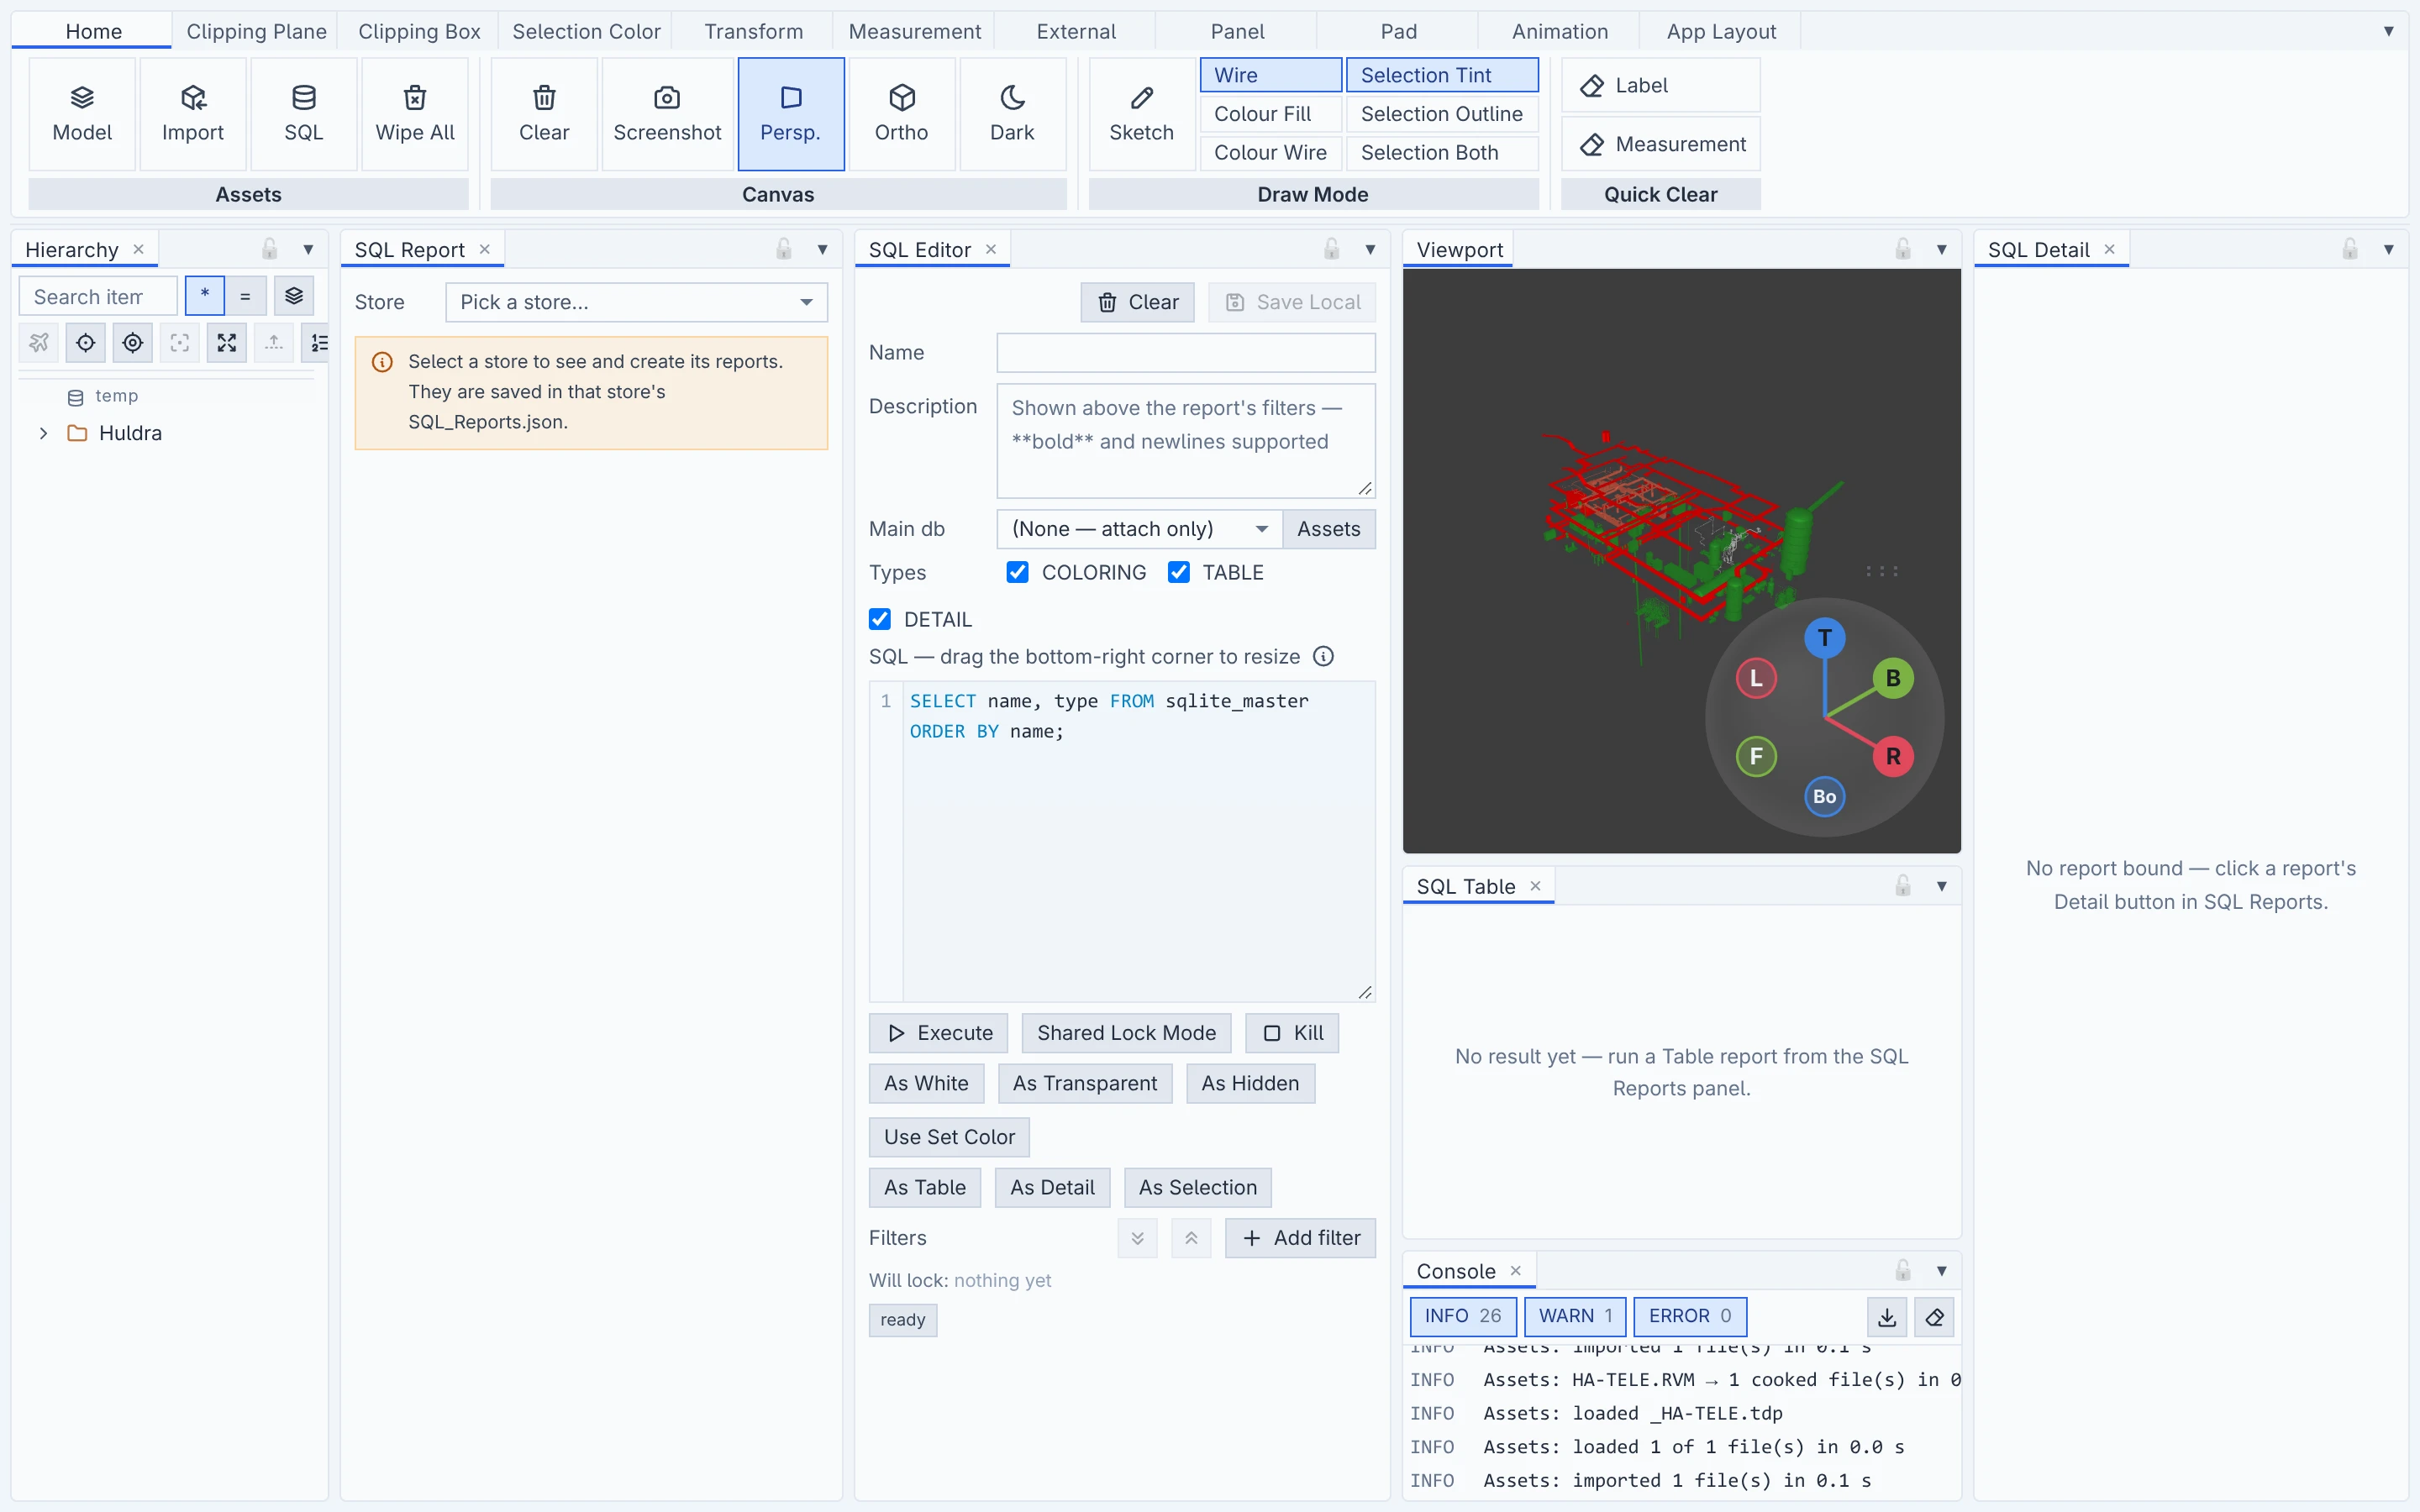 Home
Clipping Plane
Clipping Box
Selection Color
Transform
Measurement
External
Panel
Pad
Animation
App Layout
Model
Import
SQL
Wipe All
Assets
Clear
Screenshot
Persp.
Ortho
Dark
Canvas
Sketch
Wire
Colour Fill
Colour Wire
Selection Tint
Selection Outline
Selection Both
Draw Mode
Label
Measurement
Quick Clear
Hierarchy
Search item
* =
temp
Huldra
SQL Report
Store
Pick a store...
Select a store to see and create its reports.
They are saved in that store's
SQL_Reports.json.
SQL Editor
Clear
Save Local
Name
Description
Shown above the report's filters —
**bold** and newlines supported
Main db
(None — attach only)
Assets
Types
COLORING
TABLE
DETAIL
SQL — drag the bottom-right corner to resize
1
SELECT name, type FROM sqlite_master
ORDER BY name;
Execute
Shared Lock Mode
Kill
As White
As Transparent
As Hidden
Use Set Color
As Table
As Detail
As Selection
Filters
Add filter
Will lock: nothing yet
ready
Viewport
T
L
B
F
R
Bo
SQL Table
No result yet — run a Table report from the SQL
Reports panel.
Console
INFO 26
WARN 1
ERROR 0
INFO Assets: imported 1 file(s) in 0.1 s
INFO Assets: HA-TELE.RVM → 1 cooked file(s) in 0
INFO Assets: loaded _HA-TELE.tdp
INFO Assets: loaded 1 of 1 file(s) in 0.0 s
INFO Assets: imported 1 file(s) in 0.1 s
SQL Detail
No report bound — click a report's
Detail button in SQL Reports.